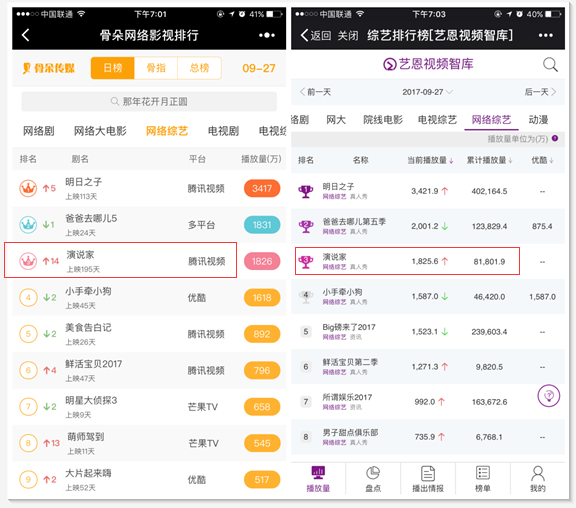 中国联通 下午7:01 41%
骨朵网络影视排行
骨朵传媒 日榜 骨指 总榜 09-27
那年花开月正圆
网络剧 网络大电影 网络综艺 电视剧 电视综
排名 剧名 平台 播放量(万)
1 5 明日之子 腾讯视频 3417
上映113天
2 1 爸爸去哪儿5 多平台 1831
上映24天
3 14 演说家 腾讯视频 1826
上映195天
4 2 小手牵小狗 优酷 1618
上映45天
5 2 美食告白记 腾讯视频 892
上映26天
6 4 鲜活宝贝2017 腾讯视频 796
上映47天
7 2 明星大侦探3 芒果TV 658
上映9天
8 13 萌师驾到 芒果TV 545
上映11天
9 2 大片起来嗨 优酷 517
上映52天
中国联通 下午7:03 40%
返回 关闭 综艺排行榜[艺恩视频智库]
艺恩视频智库
前一天 2017-09-27 后一天
络剧 网大 院线电影 电视综艺 网络综艺 动漫
播放量单位为(万)
排名 名称 当前播放量 累计播放量 优酷
1 明日之子 3,421.9 402,164.5 --
网络综艺 真人秀
2 爸爸去哪儿第五季 2,001.2 123,829.4 875.4
网络综艺 真人秀
3 演说家 1,825.6 81,801.9 --
网络综艺 真人秀
4 小手牵小狗 1,587.0 46,420.0 1,587.0
网络综艺 真人秀
5 Big磅来了2017 1,523.1 239,603.4 --
网络综艺 资讯
6 鲜活宝贝第二季 1,271.3 9,820.5 --
网络综艺 真人秀
7 所谓娱乐2017 992.0 163,672.6
网络综艺 资讯
8 男子甜点俱乐部 735.9 6,768.1 --
网络综艺 真人秀
播放量 盘点 播出情报 榜单 我的